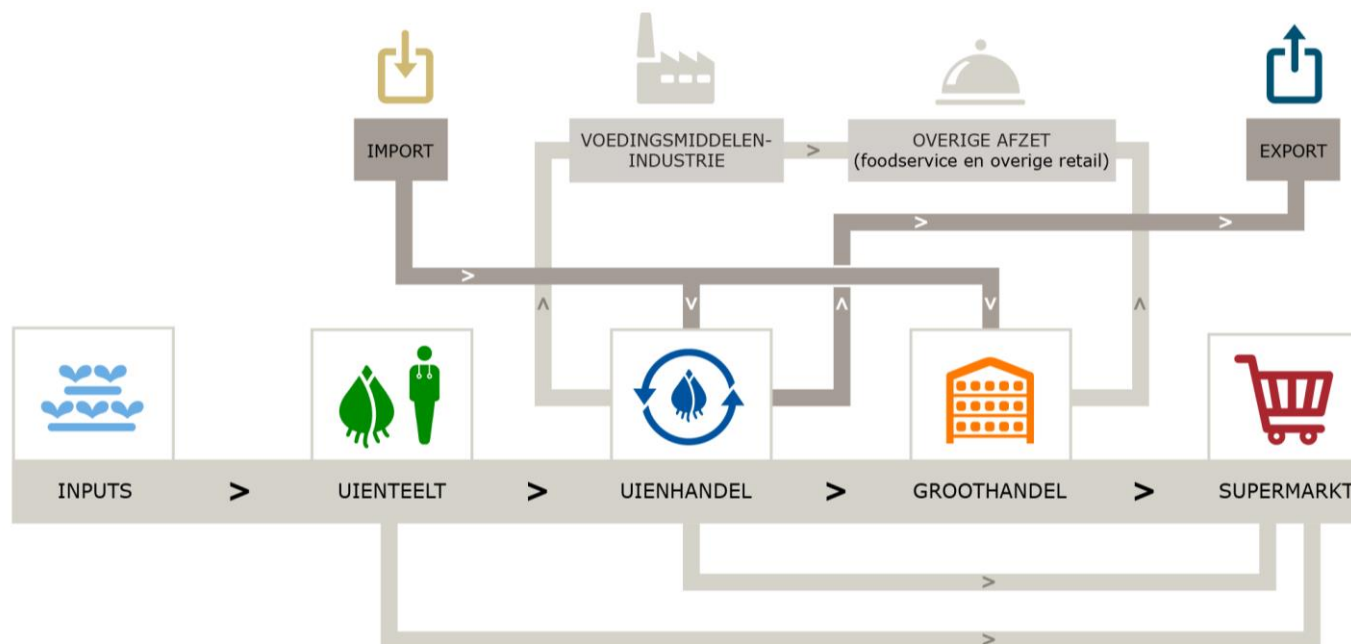 IMPORT
VOEDINGSMIDDELEN-
INDUSTRIE
>
OVERIGE AFZET
(foodservice en overige retail)
EXPORT
>
>
>
INPUTS
>
UIENTEELT
>
UIENHANDEL
>
GROOTHANDEL
>
SUPERMARKT
>
>